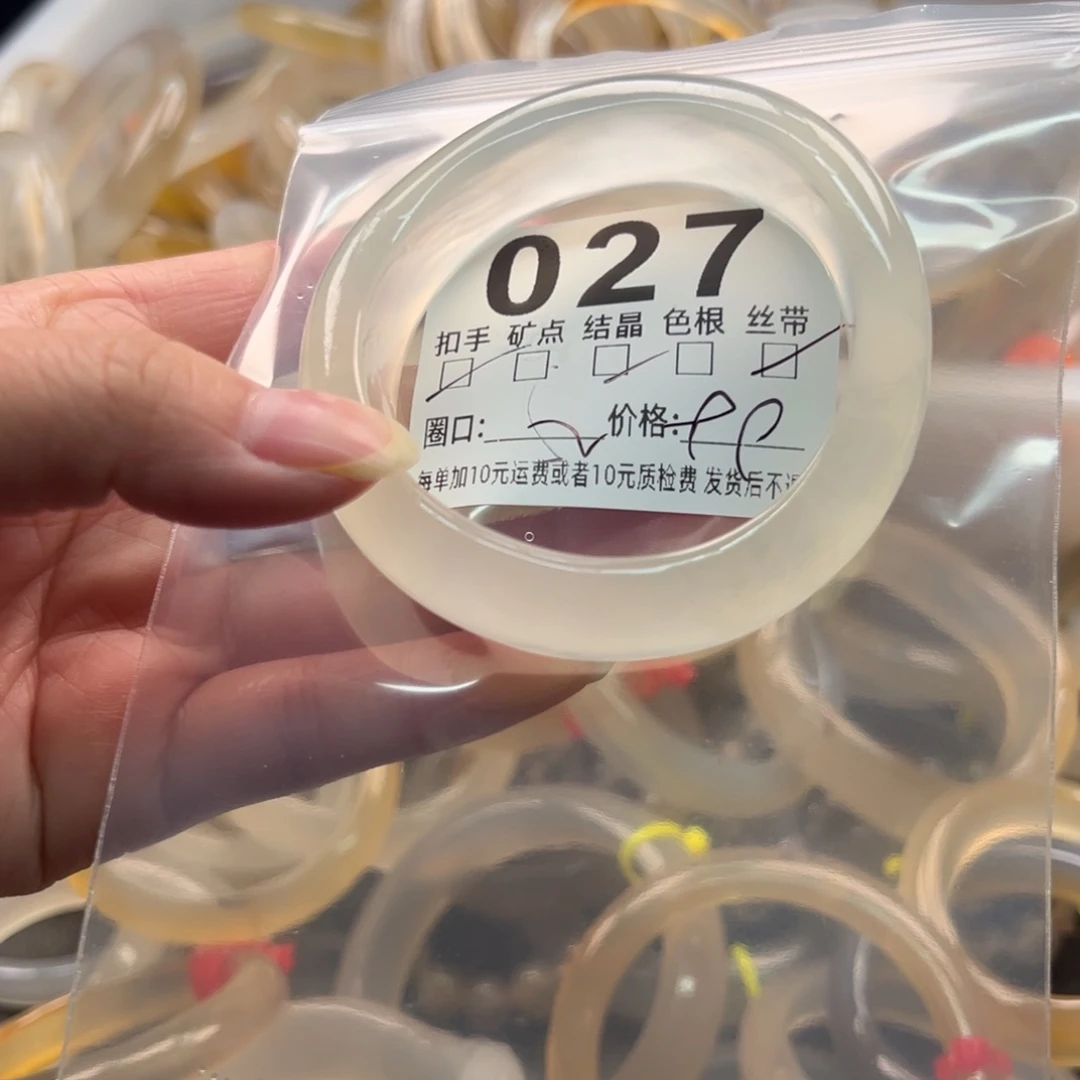 027
扣手 矿点 结晶 色根 丝带
圈口: 价格:
每单加10元运费或者10元质检费 发货后不退